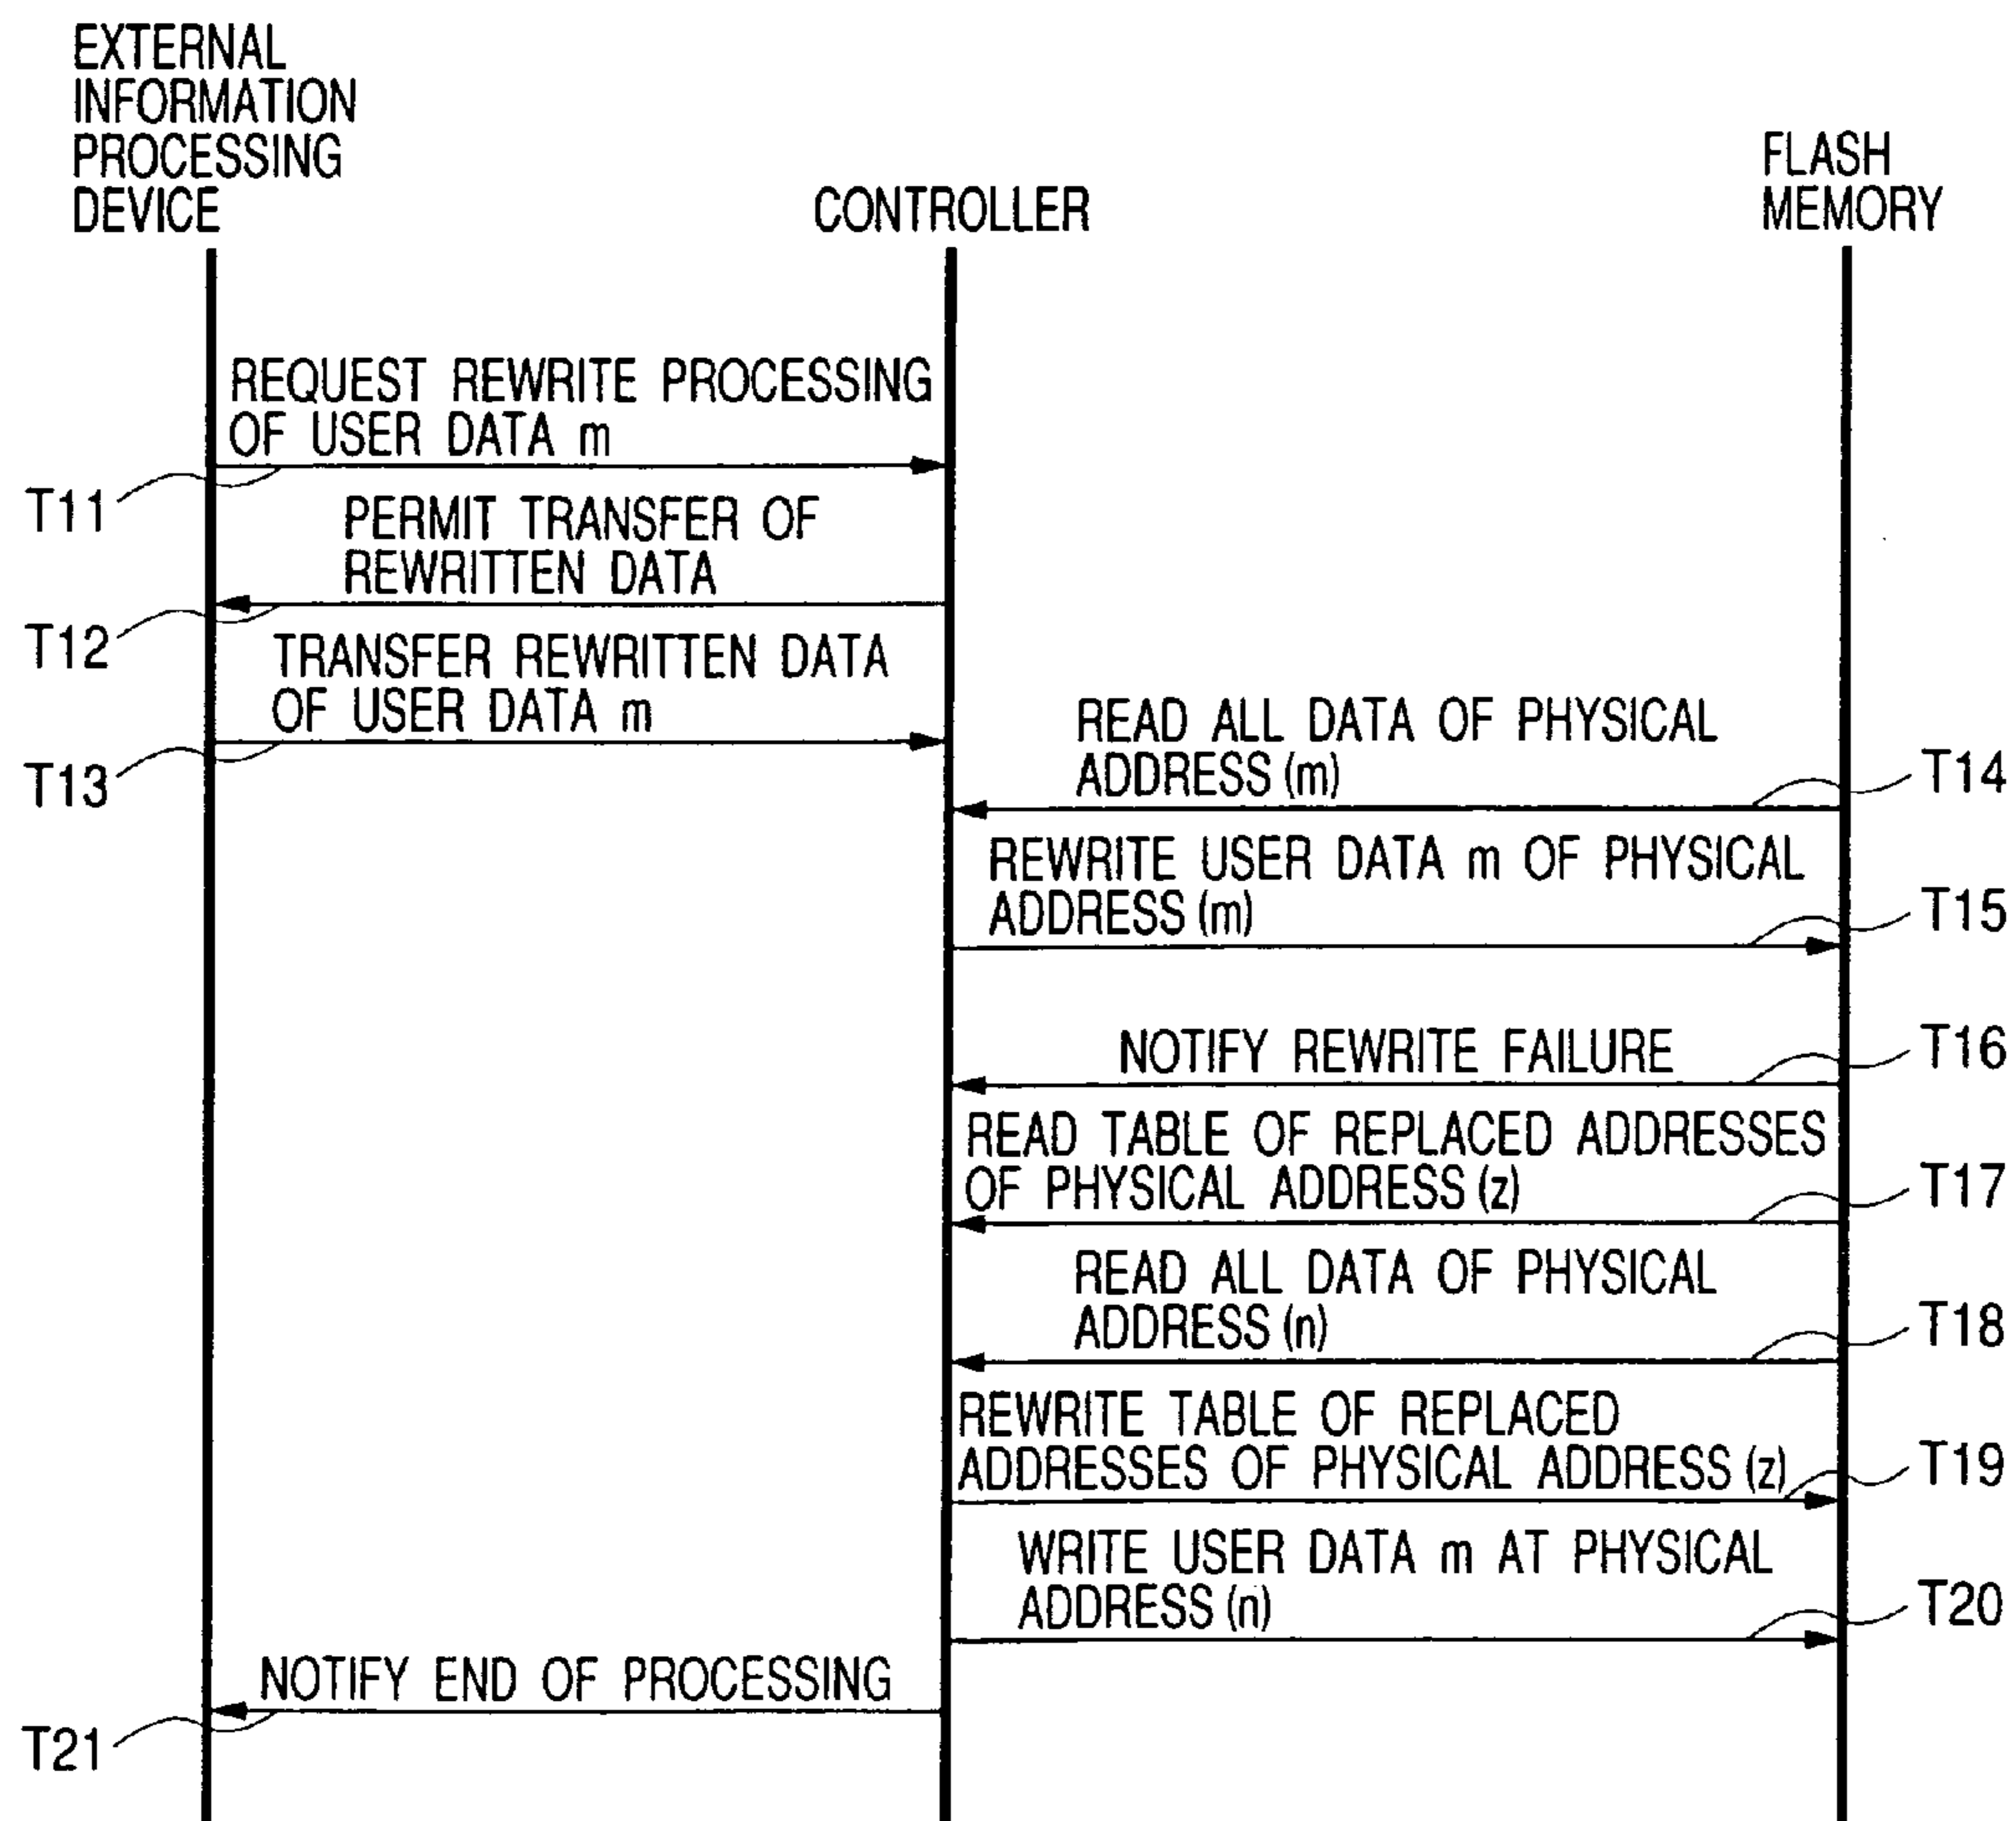 EXTERNAL
INFORMATION
PROCESSING
DEVICE
CONTROLLER
FLASH
MEMORY
REQUEST REWRITE PROCESSING
OF USER DATA m
T11
PERMIT TRANSFER OF
REWRITTEN DATA
T12
TRANSFER REWRITTEN DATA
OF USER DATA m
T13
READ ALL DATA OF PHYSICAL
ADDRESS (m)
T14
REWRITE USER DATA m OF PHYSICAL
ADDRESS (m)
T15
NOTIFY REWRITE FAILURE
T16
READ TABLE OF REPLACED ADDRESSES
OF PHYSICAL ADDRESS (z)
T17
READ ALL DATA OF PHYSICAL
ADDRESS (n)
T18
REWRITE TABLE OF REPLACED
ADDRESSES OF PHYSICAL ADDRESS (z)
T19
WRITE USER DATA m AT PHYSICAL
ADDRESS (n)
T20
NOTIFY END OF PROCESSING
T21